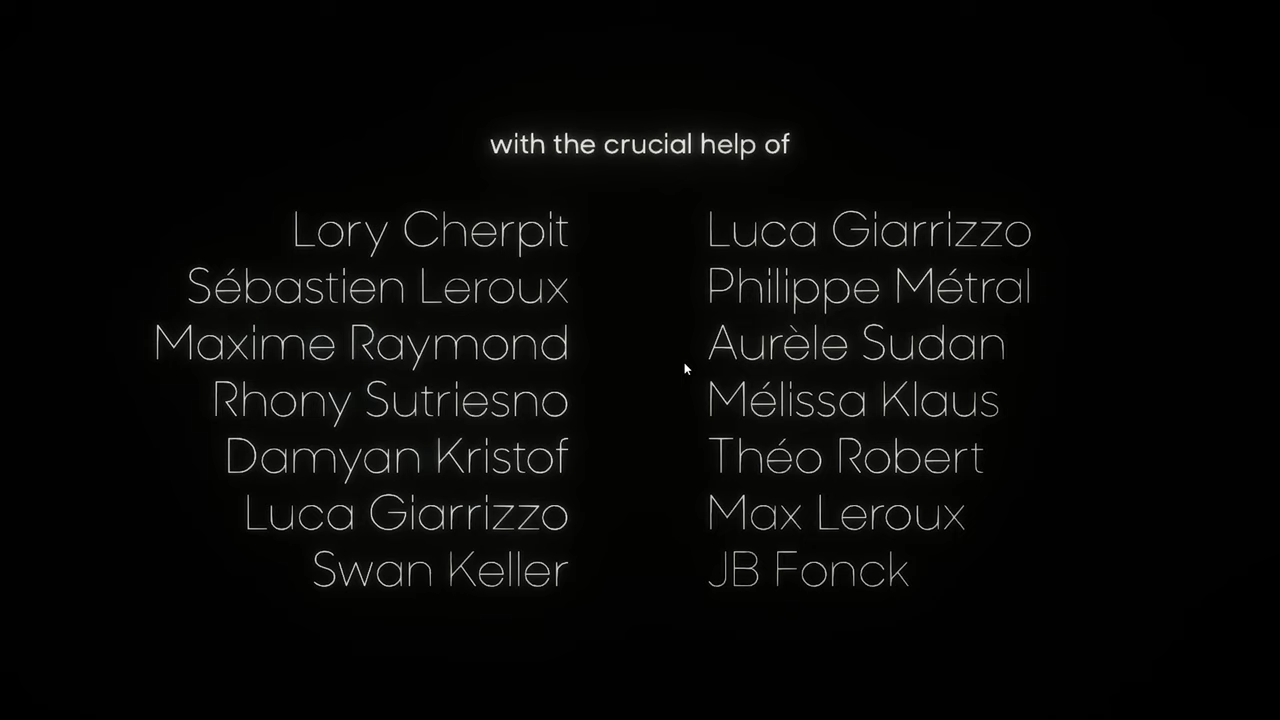 with the crucial help of
Lory Cherpit
Sébastien Leroux
Maxime Raymond
Rhony Sutriesno
Damyan Kristof
Luca Giarrizzo
Swan Keller
Luca Giarrizzo
Philippe Métral
Aurèle Sudan
Mélissa Klaus
Théo Robert
Max Leroux
JB Fonck